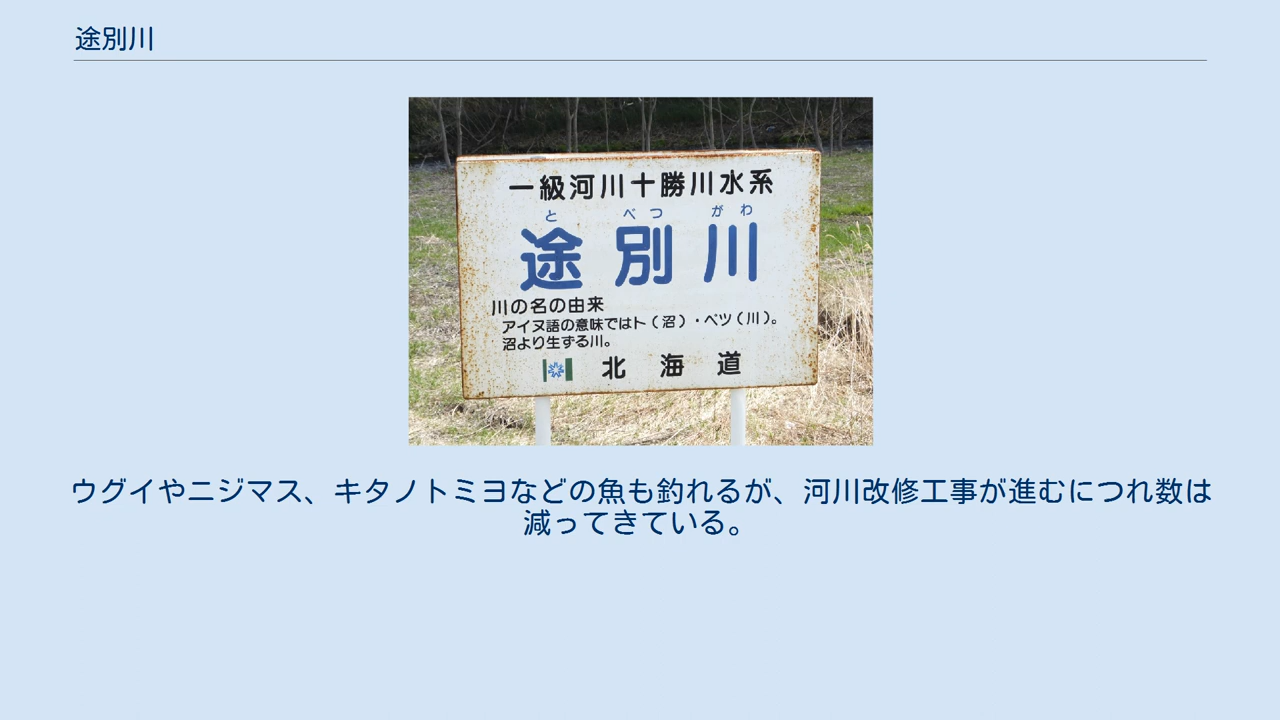 途別川
一級河川十勝川水系
と べつ がわ
途別川
川の名の由来
アイヌ語の意味ではト(沼)・ベツ(川)。
沼より生ずる川。
北海道
ウグイやニジマス、キタノトミヨなどの魚も釣れるが、河川改修工事が進むにつれ数は
減ってきている。